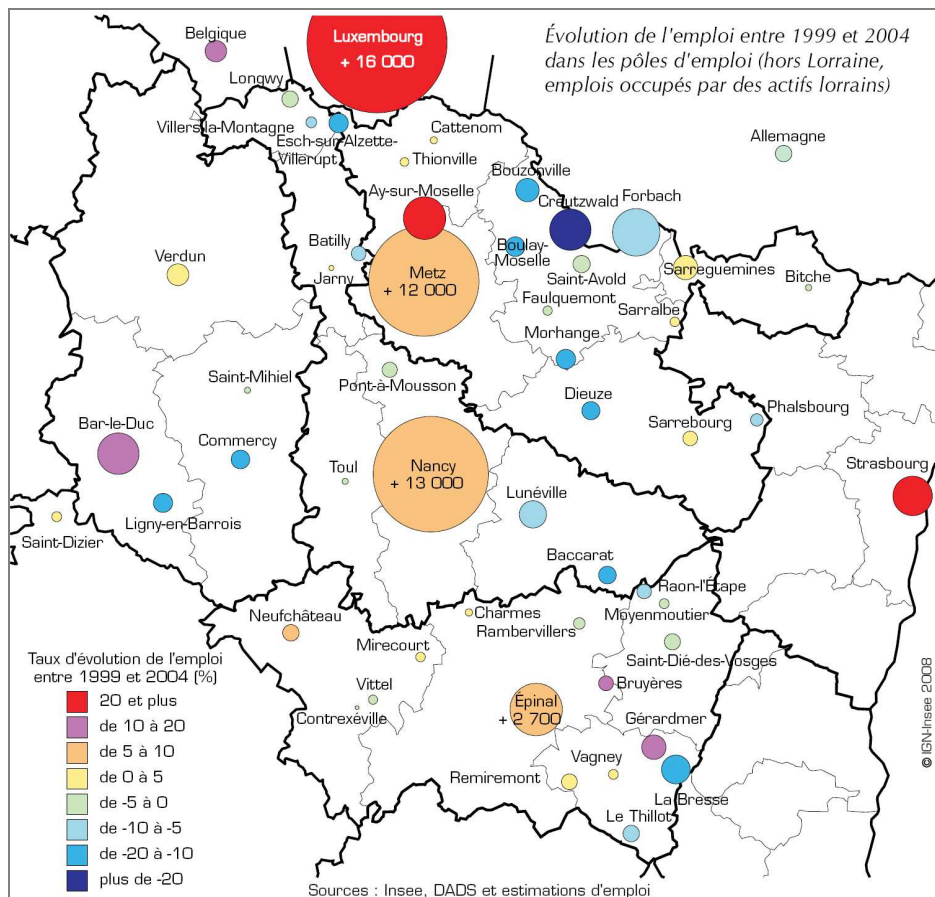 Évolution de l'emploi entre 1999 et 2004
dans les pôles d'emploi (hors Lorraine,
emplois occupés par des actifs lorrains)
Belgique
Luxembourg
+ 16 000
Longwy
Villers-la-Montagne
Esch-sur-Alzette-
Villerupt
Cattenom
Thionville
Allemagne
Bouzonville
Ay-sur-Moselle
Creutzwald
Forbach
Batilly
Boulay-
Moselle
Verdun
Jarny
Metz
+ 12 000
Saint-Avold
Sarreguemines
Bitche
Faulquemont
Sarralbe
Morhange
Saint-Mihiel
Pont-à-Mousson
Dieuze
Phalsbourg
Bar-le-Duc
Commercy
Sarrebourg
Toul
Nancy
+ 13 000
Strasbourg
Lunéville
Ligny-en-Barrois
Saint-Dizier
Baccarat
Raon-l'Étape
Neufchâteau
Charmes
Moyenmoutier
Rambervillers
Mirecourt
Saint-Dié-des-Vosges
Vittel
Bruyères
Contrexéville
Épinal
+ 2 700
Gérardmer
Vagney
Remiremont
La Bresse
Le Thillot
Taux d'évolution de l'emploi
entre 1999 et 2004 (%)
20 et plus
de 10 à 20
de 5 à 10
de 0 à 5
de -5 à 0
de -10 à -5
de -20 à -10
plus de -20
Sources : Insee, DADS et estimations d'emploi
© IGN-Insee 2008